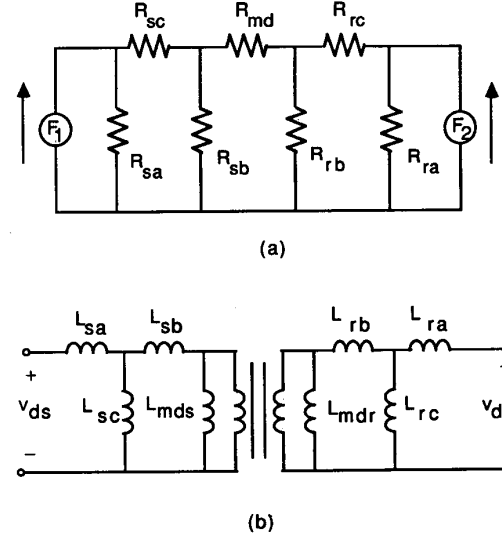 R_sc R_md R_rc
F_1 R_sa R_sb R_rb R_ra F_2
(a)
L_sa L_sb L_rb L_ra
+
v_ds L_sc L_mds L_mdr L_rc v_d
−
(b)